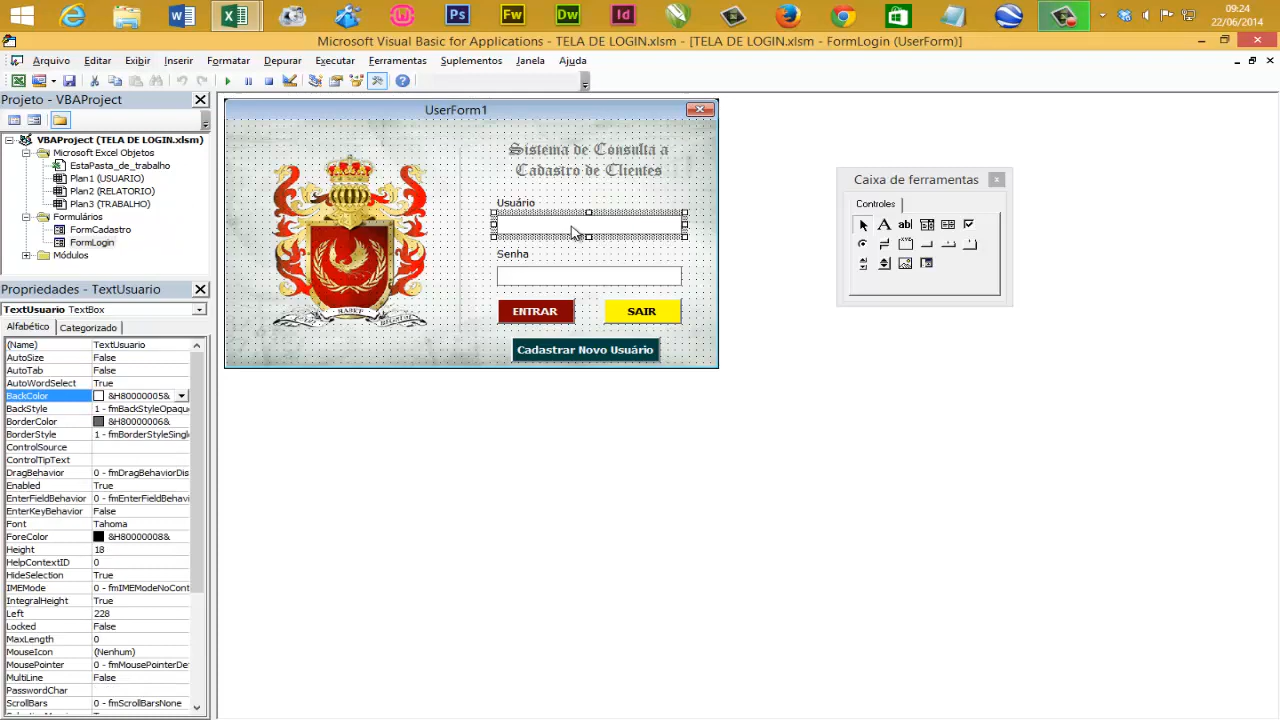 W X Ps Fw Dw Id
09:24
22/06/2014
Microsoft Visual Basic for Applications - TELA DE LOGIN.xlsm - [TELA DE LOGIN.xlsm - FormLogin (UserForm)]
Arquivo Editar Exibir Inserir Formatar Depurar Executar Ferramentas Suplementos Janela Ajuda
Projeto - VBAProject
VBAProject (TELA DE LOGIN.xlsm)
Microsoft Excel Objetos
EstaPasta_de_trabalho
Plan1 (USUARIO)
Plan2 (RELATORIO)
Plan3 (TRABALHO)
Formulários
FormCadastro
FormLogin
Módulos
Propriedades - TextUsuario
TextUsuario TextBox
Alfabético Categorizado
(Name) TextUsuario
AutoSize False
AutoTab False
AutoWordSelect True
BackColor &H80000005&
BackStyle 1 - fmBackStyleOpaqu
BorderColor &H80000006&
BorderStyle 1 - fmBorderStyleSingl
ControlSource
ControlTipText
DragBehavior 0 - fmDragBehaviorDis
Enabled True
EnterFieldBehavior 0 - fmEnterFieldBehavi
EnterKeyBehavior False
Font Tahoma
ForeColor &H80000008&
Height 18
HelpContextID 0
HideSelection True
IMEMode 0 - fmIMEModeNoCont
IntegralHeight True
Left 228
Locked False
MaxLength 0
MouseIcon (Nenhum)
MousePointer 0 - fmMousePointerDe
MultiLine False
PasswordChar
ScrollBars 0 - fmScrollBarsNone
UserForm1
Sistema de Consulta a
Cadastro de Clientes
Usuário
Senha
ENTRAR SAIR
Cadastrar Novo Usuário
Caixa de ferramentas
Controles
A ab|